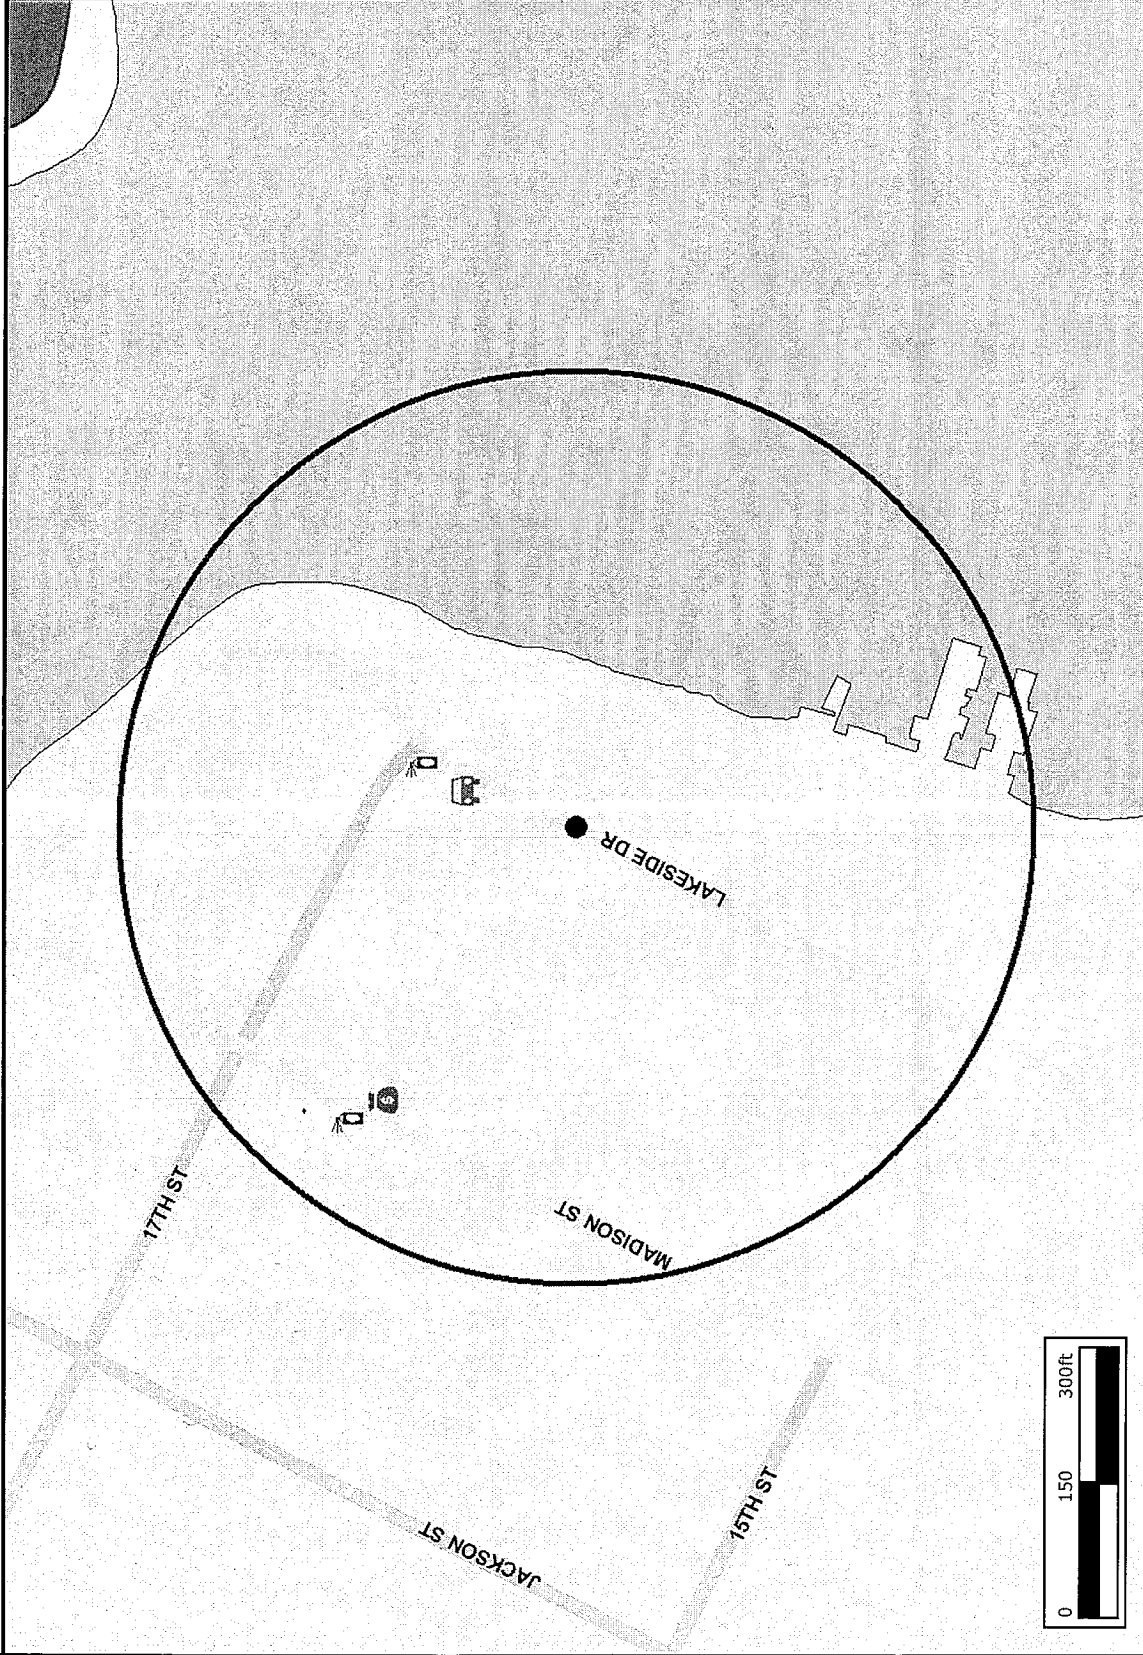 17TH ST
LAKESIDE DR
MADISON ST
JACKSON ST
15TH ST
0 150 300ft
$